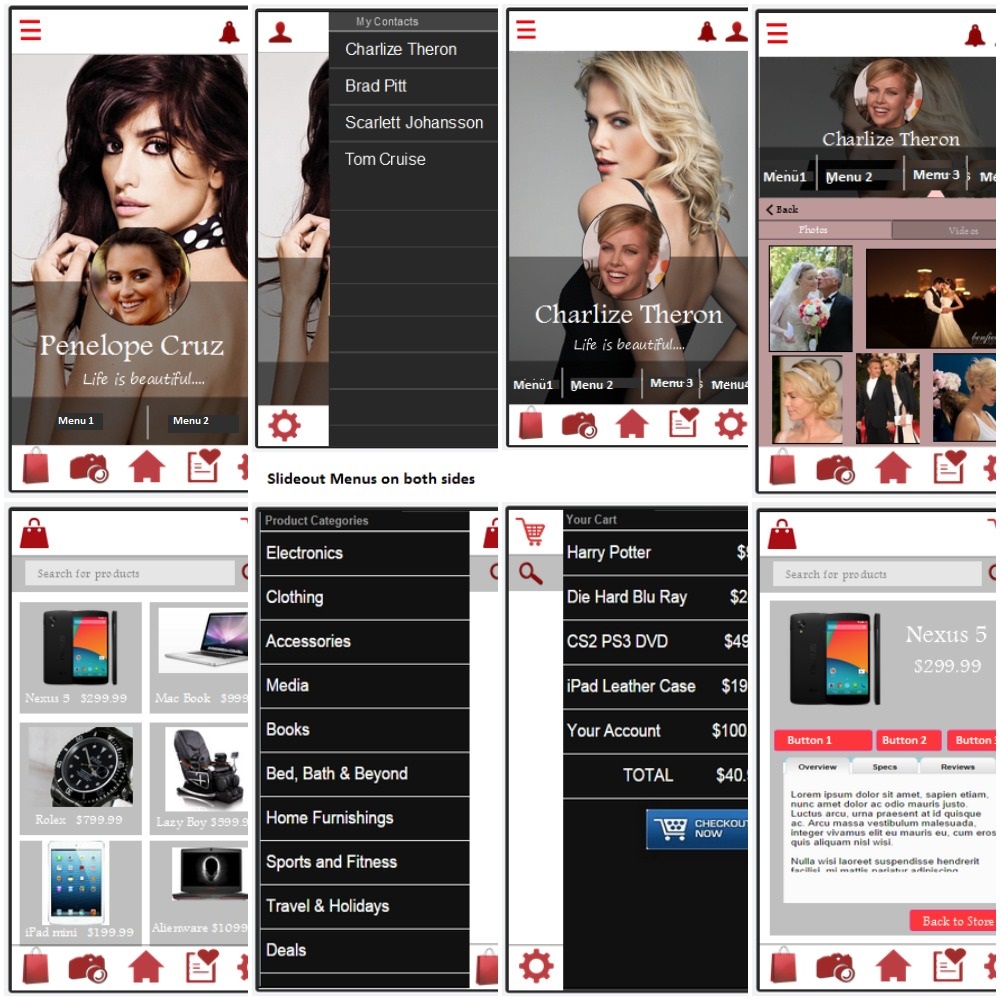 Penelope Cruz
Life is beautiful....
Menu 1
Menu 2
My Contacts
Charlize Theron
Brad Pitt
Scarlett Johansson
Tom Cruise
Slideout Menus on both sides
Charlize Theron
Life is beautiful....
Menu1
Menu 2
Menu 3
Menu4
Charlize Theron
Menu1
Menu 2
Menu 3
Me
Back
Photos
Videos
Search for products
Nexus 5 $299.99
Mac Book $999
Rolex $799.99
Lazy Boy $599.9
iPad mini $199.99
Alienware $1099
Product Categories
Electronics
Clothing
Accessories
Media
Books
Bed, Bath & Beyond
Home Furnishings
Sports and Fitness
Travel & Holidays
Deals
Your Cart
Harry Potter $
Die Hard Blu Ray $2
CS2 PS3 DVD $49
iPad Leather Case $19
Your Account $100
TOTAL $40.
CHECKOUT
NOW
Search for products
Nexus 5
$299.99
Button 1
Button 2
Button
Overview
Specs
Reviews
Lorem ipsum dolor sit amet, sapien etiam,
nunc amet dolor ac odio mauris justo.
Luctus arcu, urna praesent at id quisque
ac. Arcu massa vestibulum malesuada,
integer vivamus elit eu mauris eu, cum eros
quis aliquam nisl wisi.
Nulla wisi laoreet suspendisse hendrerit
facilisi, mi mattis pariatur adipiscing
Back to Store